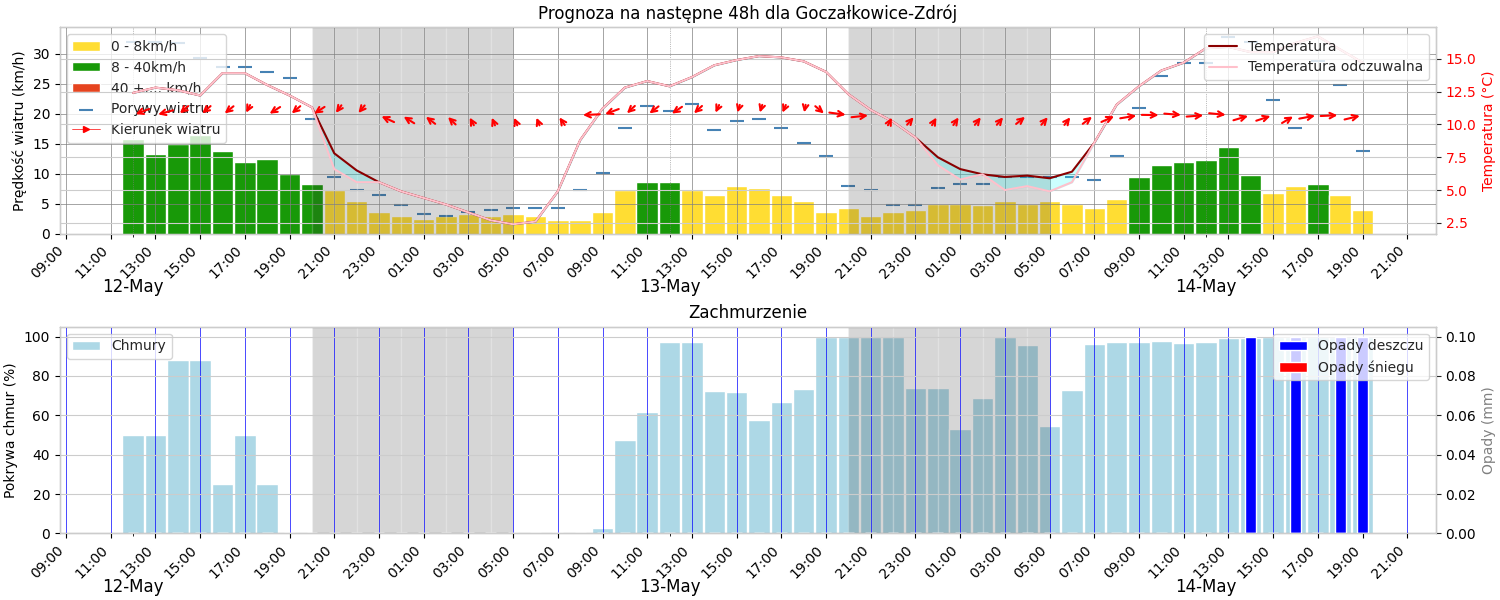 Prognoza na następne 48h dla Goczałkowice-Zdrój
Prędkość wiatru (km/h)
30
25
20
15
10
5
0
0 - 8km/h
8 - 40km/h
40 +... km/h
Porywy wiatru
Kierunek wiatru
Temperatura
Temperatura odczuwalna
15.0
12.5
10.0
7.5
5.0
2.5
Temperatura (°C)
09:00 11:00 13:00 15:00 17:00 19:00 21:00 23:00 01:00 03:00 05:00 07:00 09:00 11:00 13:00 15:00 17:00 19:00 21:00 23:00 01:00 03:00 05:00 07:00 09:00 11:00 13:00 15:00 17:00 19:00 21:00
12-May 13-May 14-May
Zachmurzenie
Pokrywa chmur (%)
100
80
60
40
20
0
Chmury
Opady deszczu
Opady śniegu
0.10
0.08
0.06
0.04
0.02
0.00
Opady (mm)
09:00 11:00 13:00 15:00 17:00 19:00 21:00 23:00 01:00 03:00 05:00 07:00 09:00 11:00 13:00 15:00 17:00 19:00 21:00 23:00 01:00 03:00 05:00 07:00 09:00 11:00 13:00 15:00 17:00 19:00 21:00
12-May 13-May 14-May